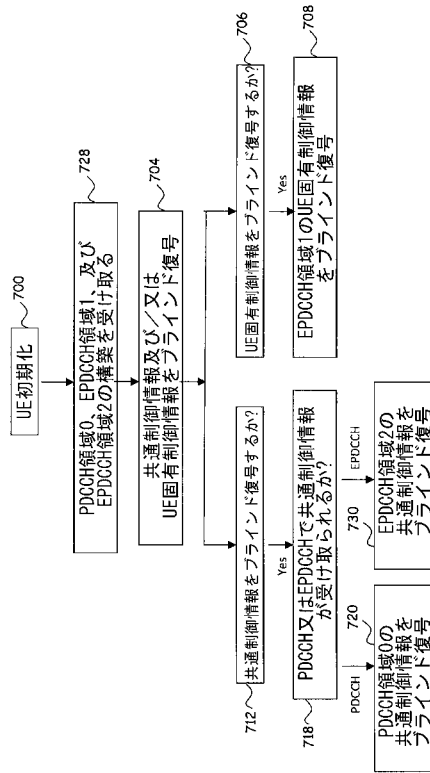 UE初期化
700
PDCCH領域0、EPDCCH領域1、及び
EPDCCH領域2の構築を受け取る
728
共通制御情報及び/又は
UE固有制御情報をブラインド復号
704
共通制御情報をブラインド復号するか?
712
UE固有制御情報をブラインド復号するか?
706
Yes
Yes
PDCCH又はEPDCCHで共通制御情報
が受け取られるか?
718
EPDCCH領域1のUE固有制御情報
をブラインド復号
708
PDCCH
EPDCCH
720
730
PDCCH領域0の
共通制御情報を
ブラインド復号
EPDCCH領域2の
共通制御情報を
ブラインド復号